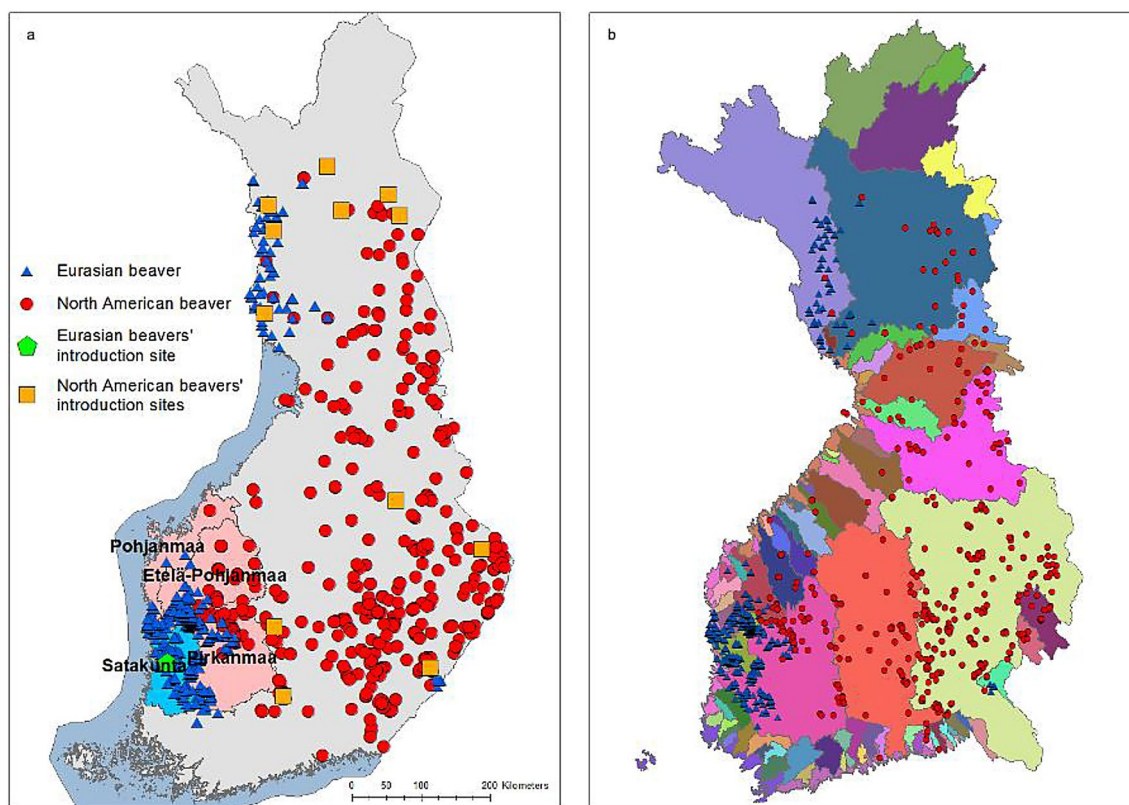 a
b
Eurasian beaver
North American beaver
Eurasian beavers'
introduction site
North American beavers'
introduction sites
Pohjanmaa
Etelä-Pohjanmaa
Satakunta
Pirkanmaa
0 50 100 200 Kilometers